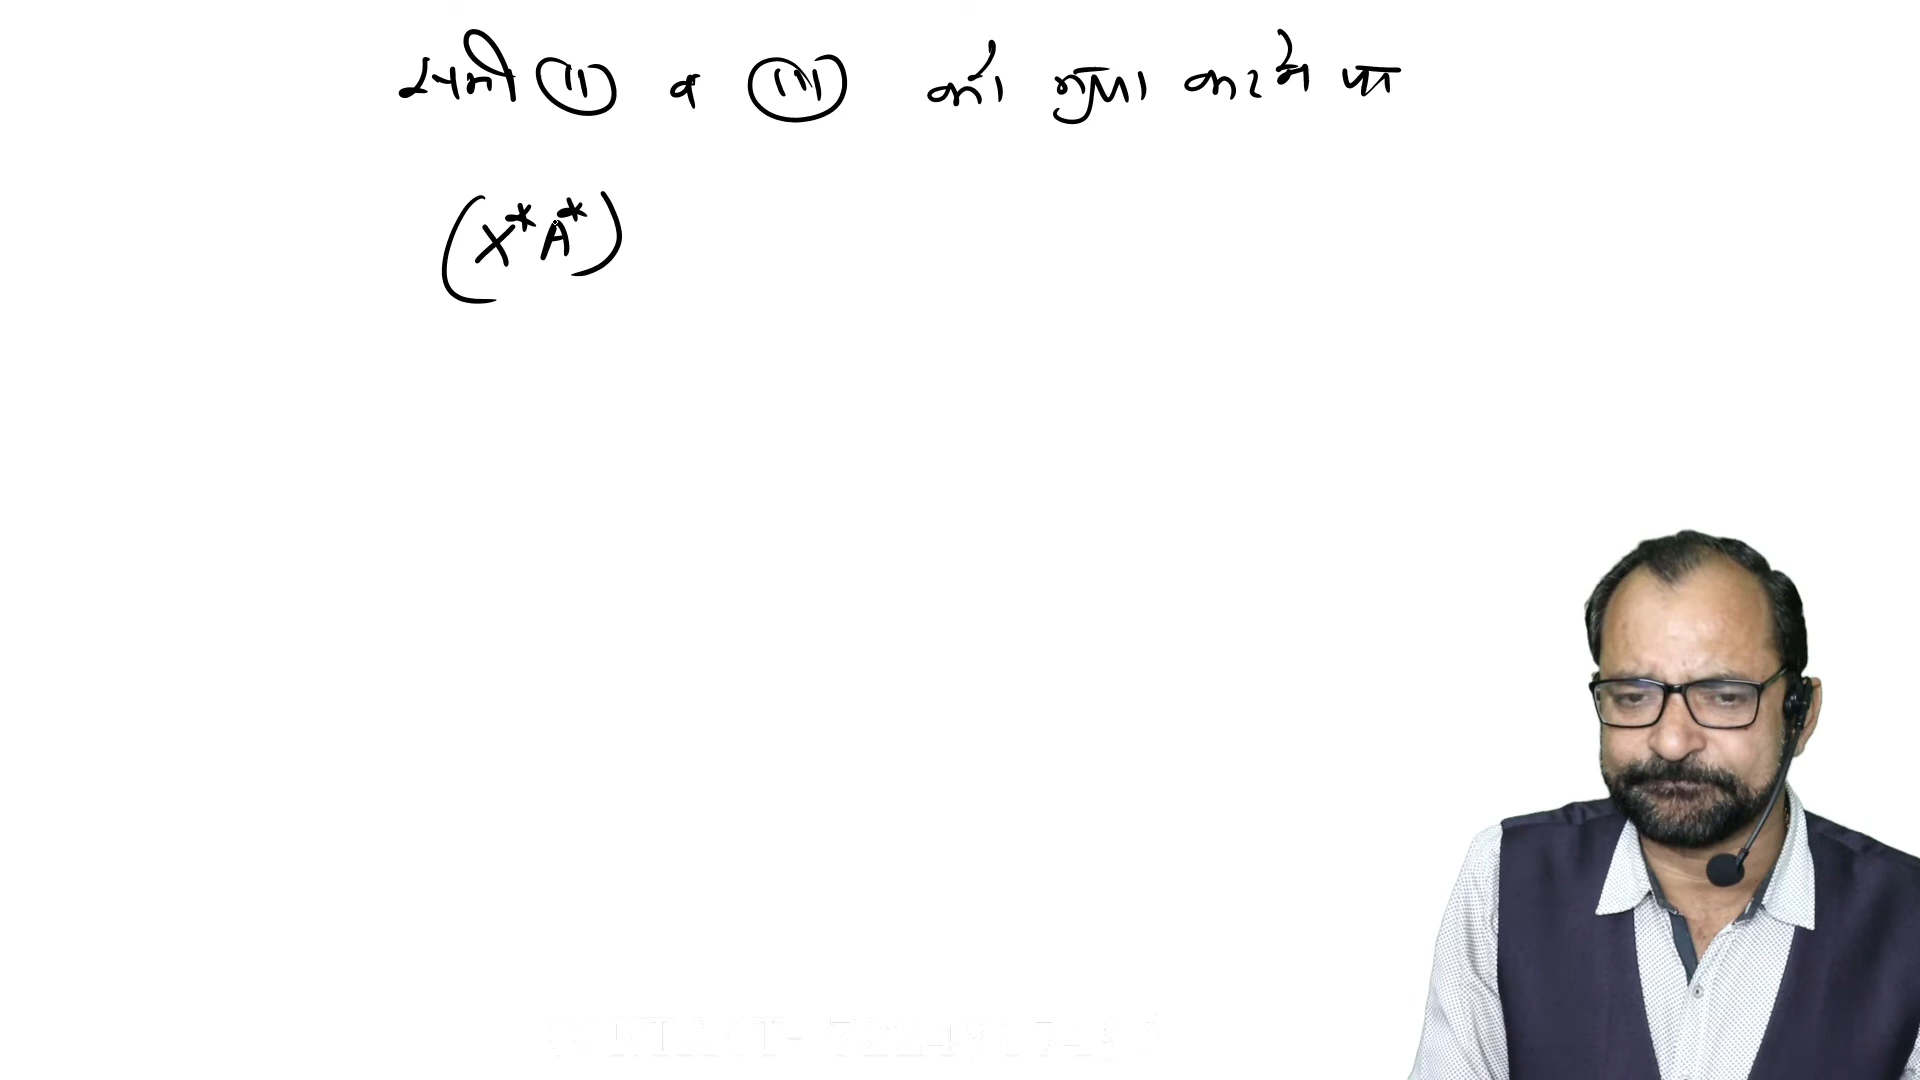 समी (ii) व (iii) को गुणा करने पर
(X* A*)